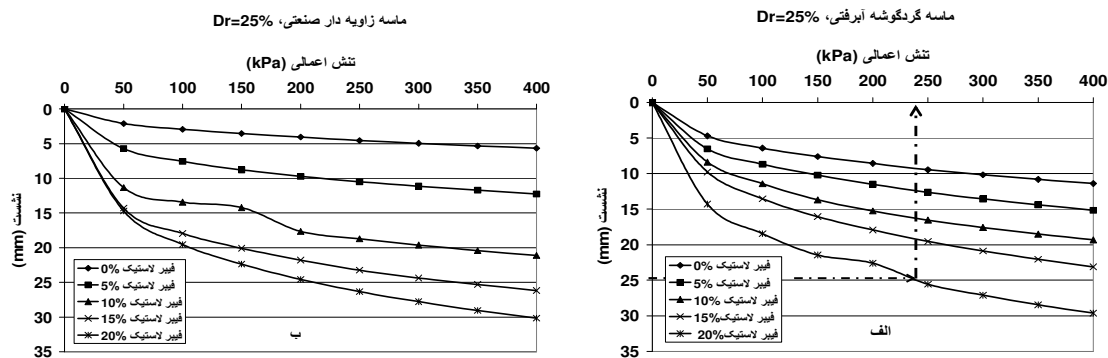 ماسه گردگوشه آبرفتی، Dr=25%
تنش اعمالی (kPa)
0 50 100 150 200 250 300 350 400
0
5
10
15
20
25
30
35
نشست (mm)
0% فیبر لاستیک
5% فیبر لاستیک
10% فیبر لاستیک
15% فیبر لاستیک
20% فیبر لاستیک
الف
ماسه زاویه دار صنعتی، Dr=25%
تنش اعمالی (kPa)
0 50 100 150 200 250 300 350 400
0
5
10
15
20
25
30
35
نشست (mm)
0% فیبر لاستیک
5% فیبر لاستیک
10% فیبر لاستیک
15% فیبر لاستیک
20% فیبر لاستیک
ب